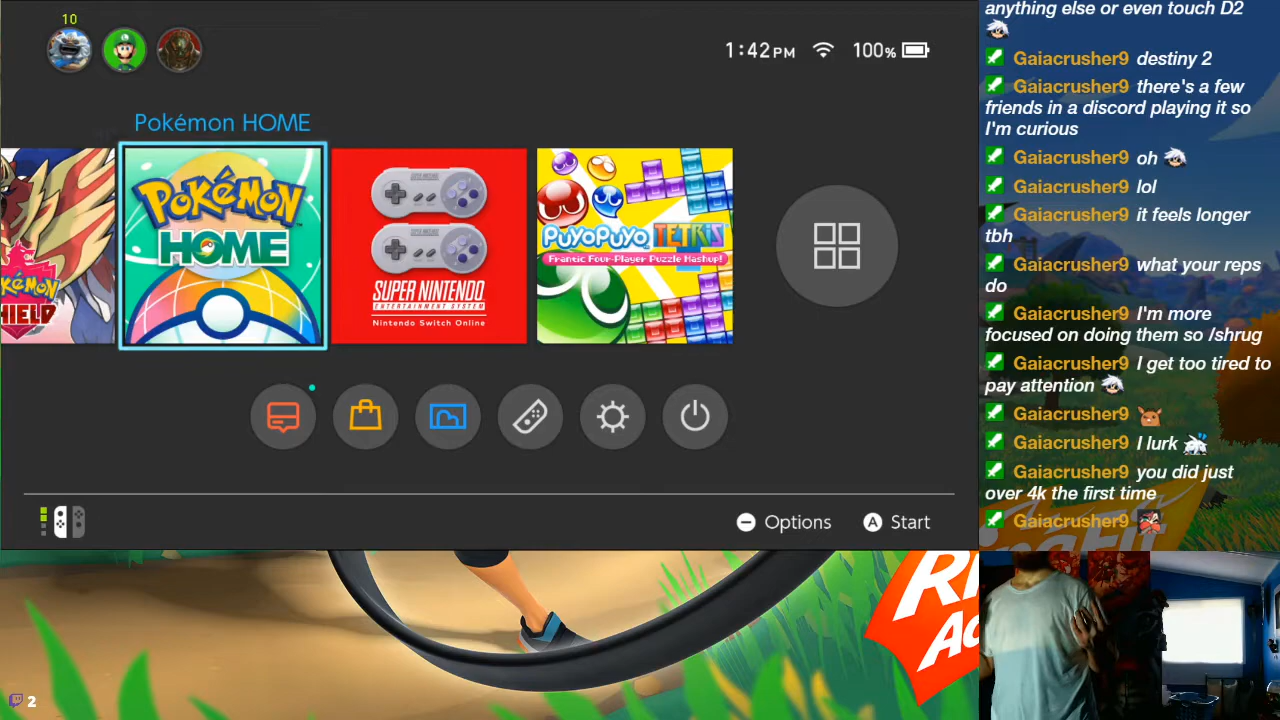 10
1:42 PM
100%
Pokémon HOME
POKÉMON
HIELD
POKÉMON
HOME
SUPER NINTENDO
ENTERTAINMENT SYSTEM
Nintendo Switch Online
PUYOPUYO TETRIS
Frantic Four-Player Puzzle Mashup!
Options
A Start
2
anything else or even touch D2
Gaiacrusher9 destiny 2
Gaiacrusher9 there's a few
friends in a discord playing it so
I'm curious
Gaiacrusher9 oh
Gaiacrusher9 lol
Gaiacrusher9 it feels longer
tbh
Gaiacrusher9 what your reps
do
Gaiacrusher9 I'm more
focused on doing them so /shrug
Gaiacrusher9 I get too tired to
pay attention
Gaiacrusher9
Gaiacrusher9 I lurk
Gaiacrusher9 you did just
over 4k the first time
Gaiacrusher9